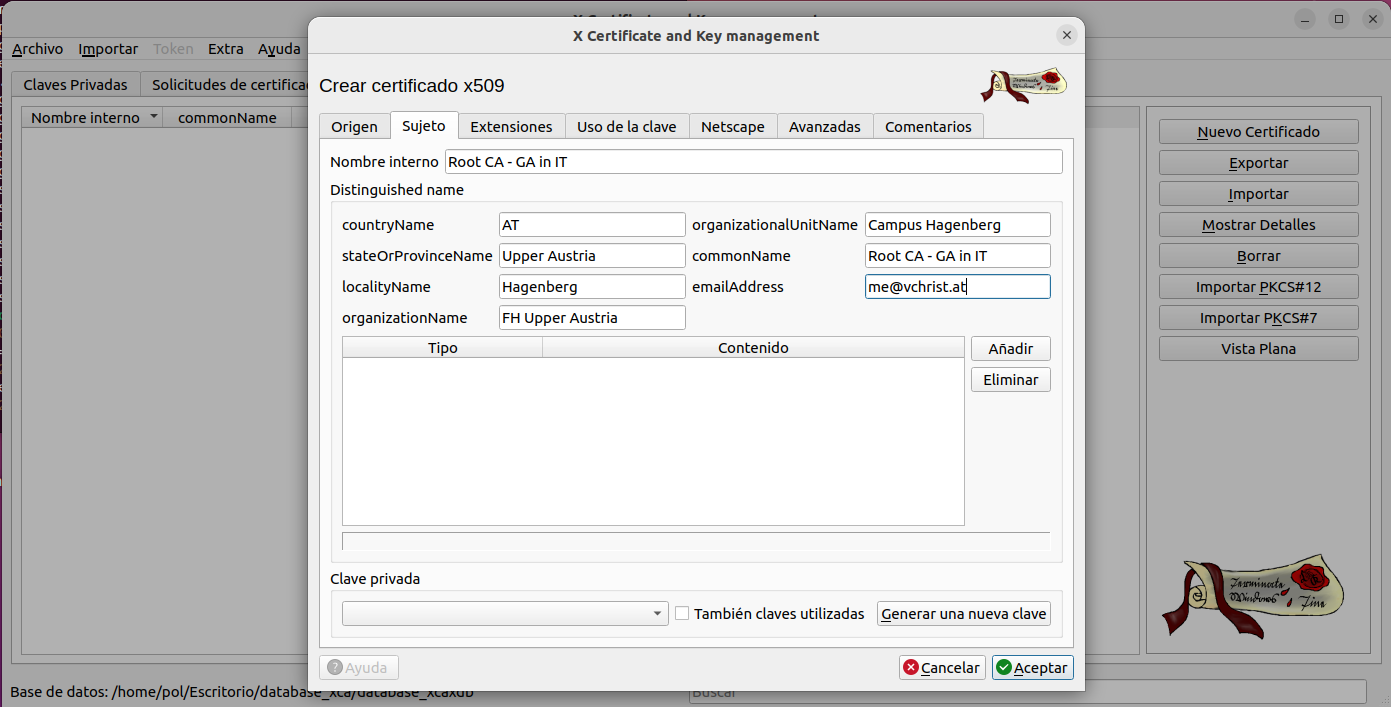 X Certificate and Key management
Archivo Importar Token Extra Ayuda
Crear certificado x509
Claves Privadas Solicitudes de certificac
Nombre interno commonName
Origen Sujeto Extensiones Uso de la clave Netscape Avanzadas Comentarios
Nombre interno Root CA - GA in IT
Distinguished name
countryName AT organizationalUnitName Campus Hagenberg
stateOrProvinceName Upper Austria commonName Root CA - GA in IT
localityName Hagenberg emailAddress me@vchrist.at
organizationName FH Upper Austria
Tipo Contenido Añadir
Eliminar
Clave privada
También claves utilizadas Generar una nueva clave
Ayuda Cancelar Aceptar
Nuevo Certificado
Exportar
Importar
Mostrar Detalles
Borrar
Importar PKCS#12
Importar PKCS#7
Vista Plana
Base de datos: /home/pol/Escritorio/database_xca/database_xcaxdb Buscar